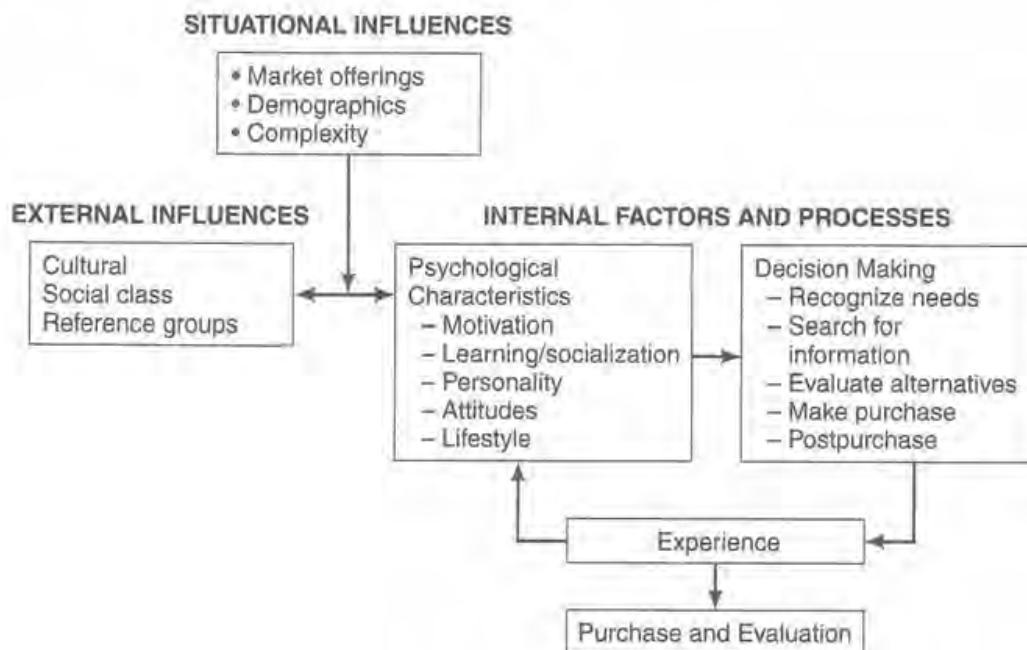 SITUATIONAL INFLUENCES
• Market offerings
• Demographics
• Complexity
EXTERNAL INFLUENCES
Cultural
Social class
Reference groups
INTERNAL FACTORS AND PROCESSES
Psychological
Characteristics
– Motivation
– Learning/socialization
– Personality
– Attitudes
– Lifestyle
Decision Making
– Recognize needs
– Search for
information
– Evaluate alternatives
– Make purchase
– Postpurchase
Experience
Purchase and Evaluation